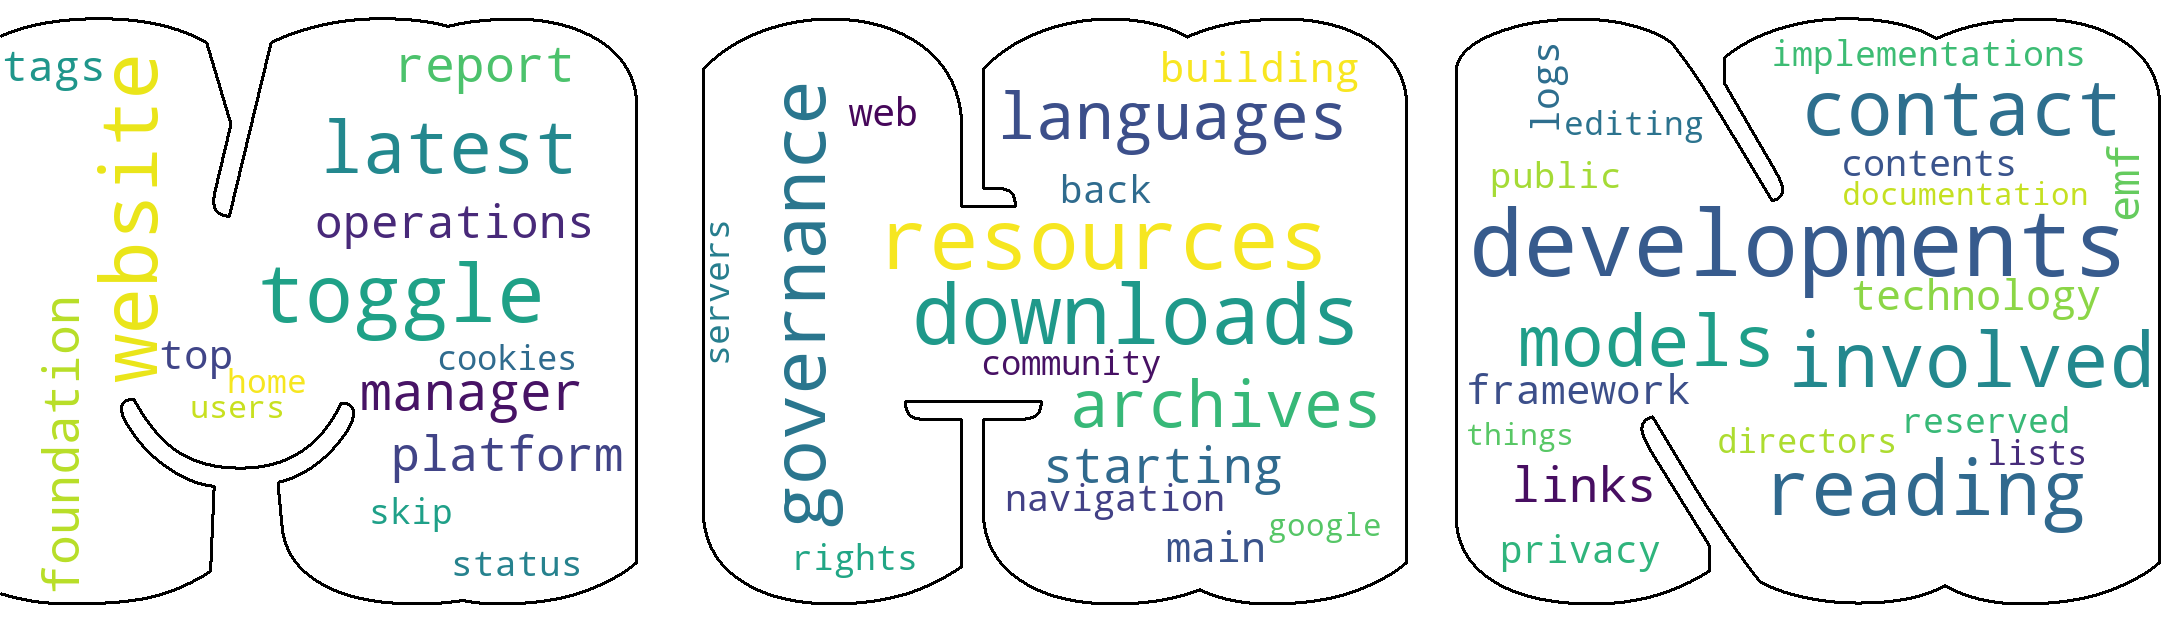 tags
website
report
latest
operations
toggle
foundation
top
home
users
cookies
manager
platform
skip
status
governance
web
building
languages
back
resources
servers
downloads
community
archives
starting
navigation
google
main
rights
logs
editing
implementations
contact
contents
documentation
emf
public
developments
technology
models
involved
framework
reserved
things
directors
lists
links
reading
privacy